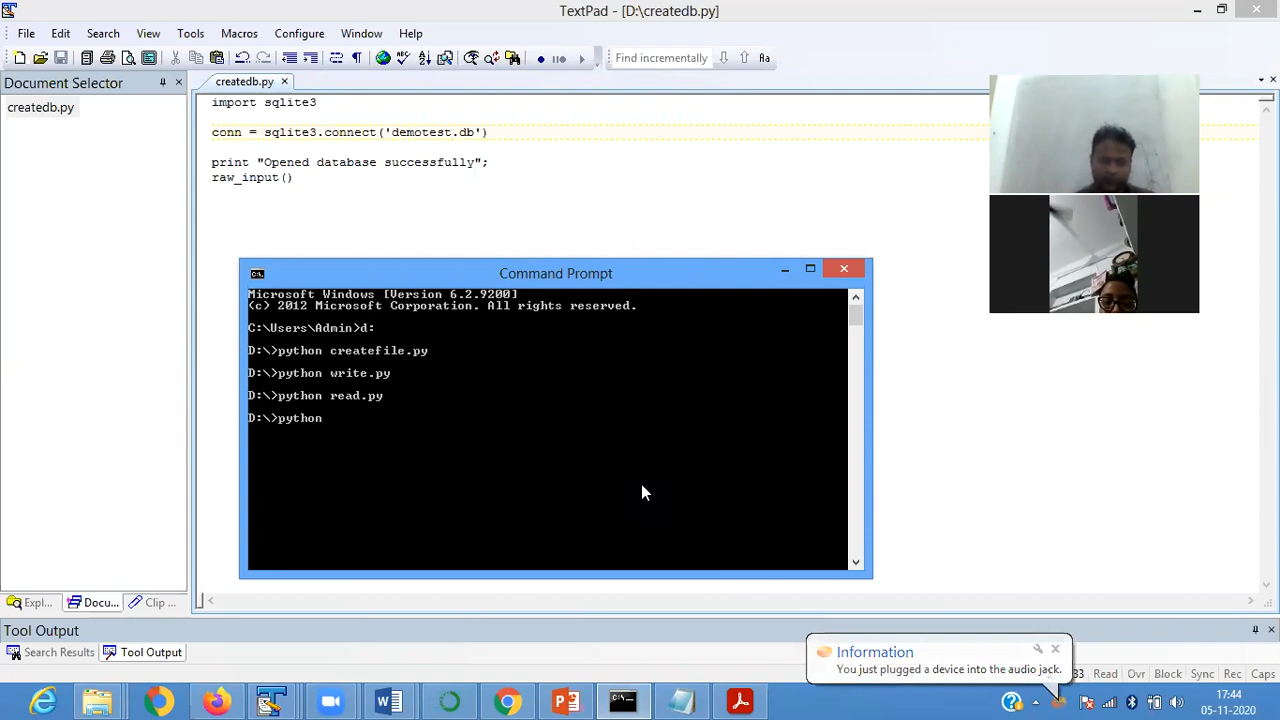 TextPad - [D:\createdb.py]
File Edit Search View Tools Macros Configure Window Help
Find incrementally
Document Selector
createdb.py
createdb.py
import sqlite3
conn = sqlite3.connect('demotest.db')
print "Opened database successfully";
raw_input()
Command Prompt
Microsoft Windows [Version 6.2.9200]
(c) 2012 Microsoft Corporation. All rights reserved.
C:\Users\Admin>d:
D:\>python createfile.py
D:\>python write.py
D:\>python read.py
D:\>python
Expl... Docu... Clip ...
Tool Output
Search Results Tool Output
Information
You just plugged a device into the audio jack.
33 Read Ovr Block Sync Rec Caps
17:44
05-11-2020